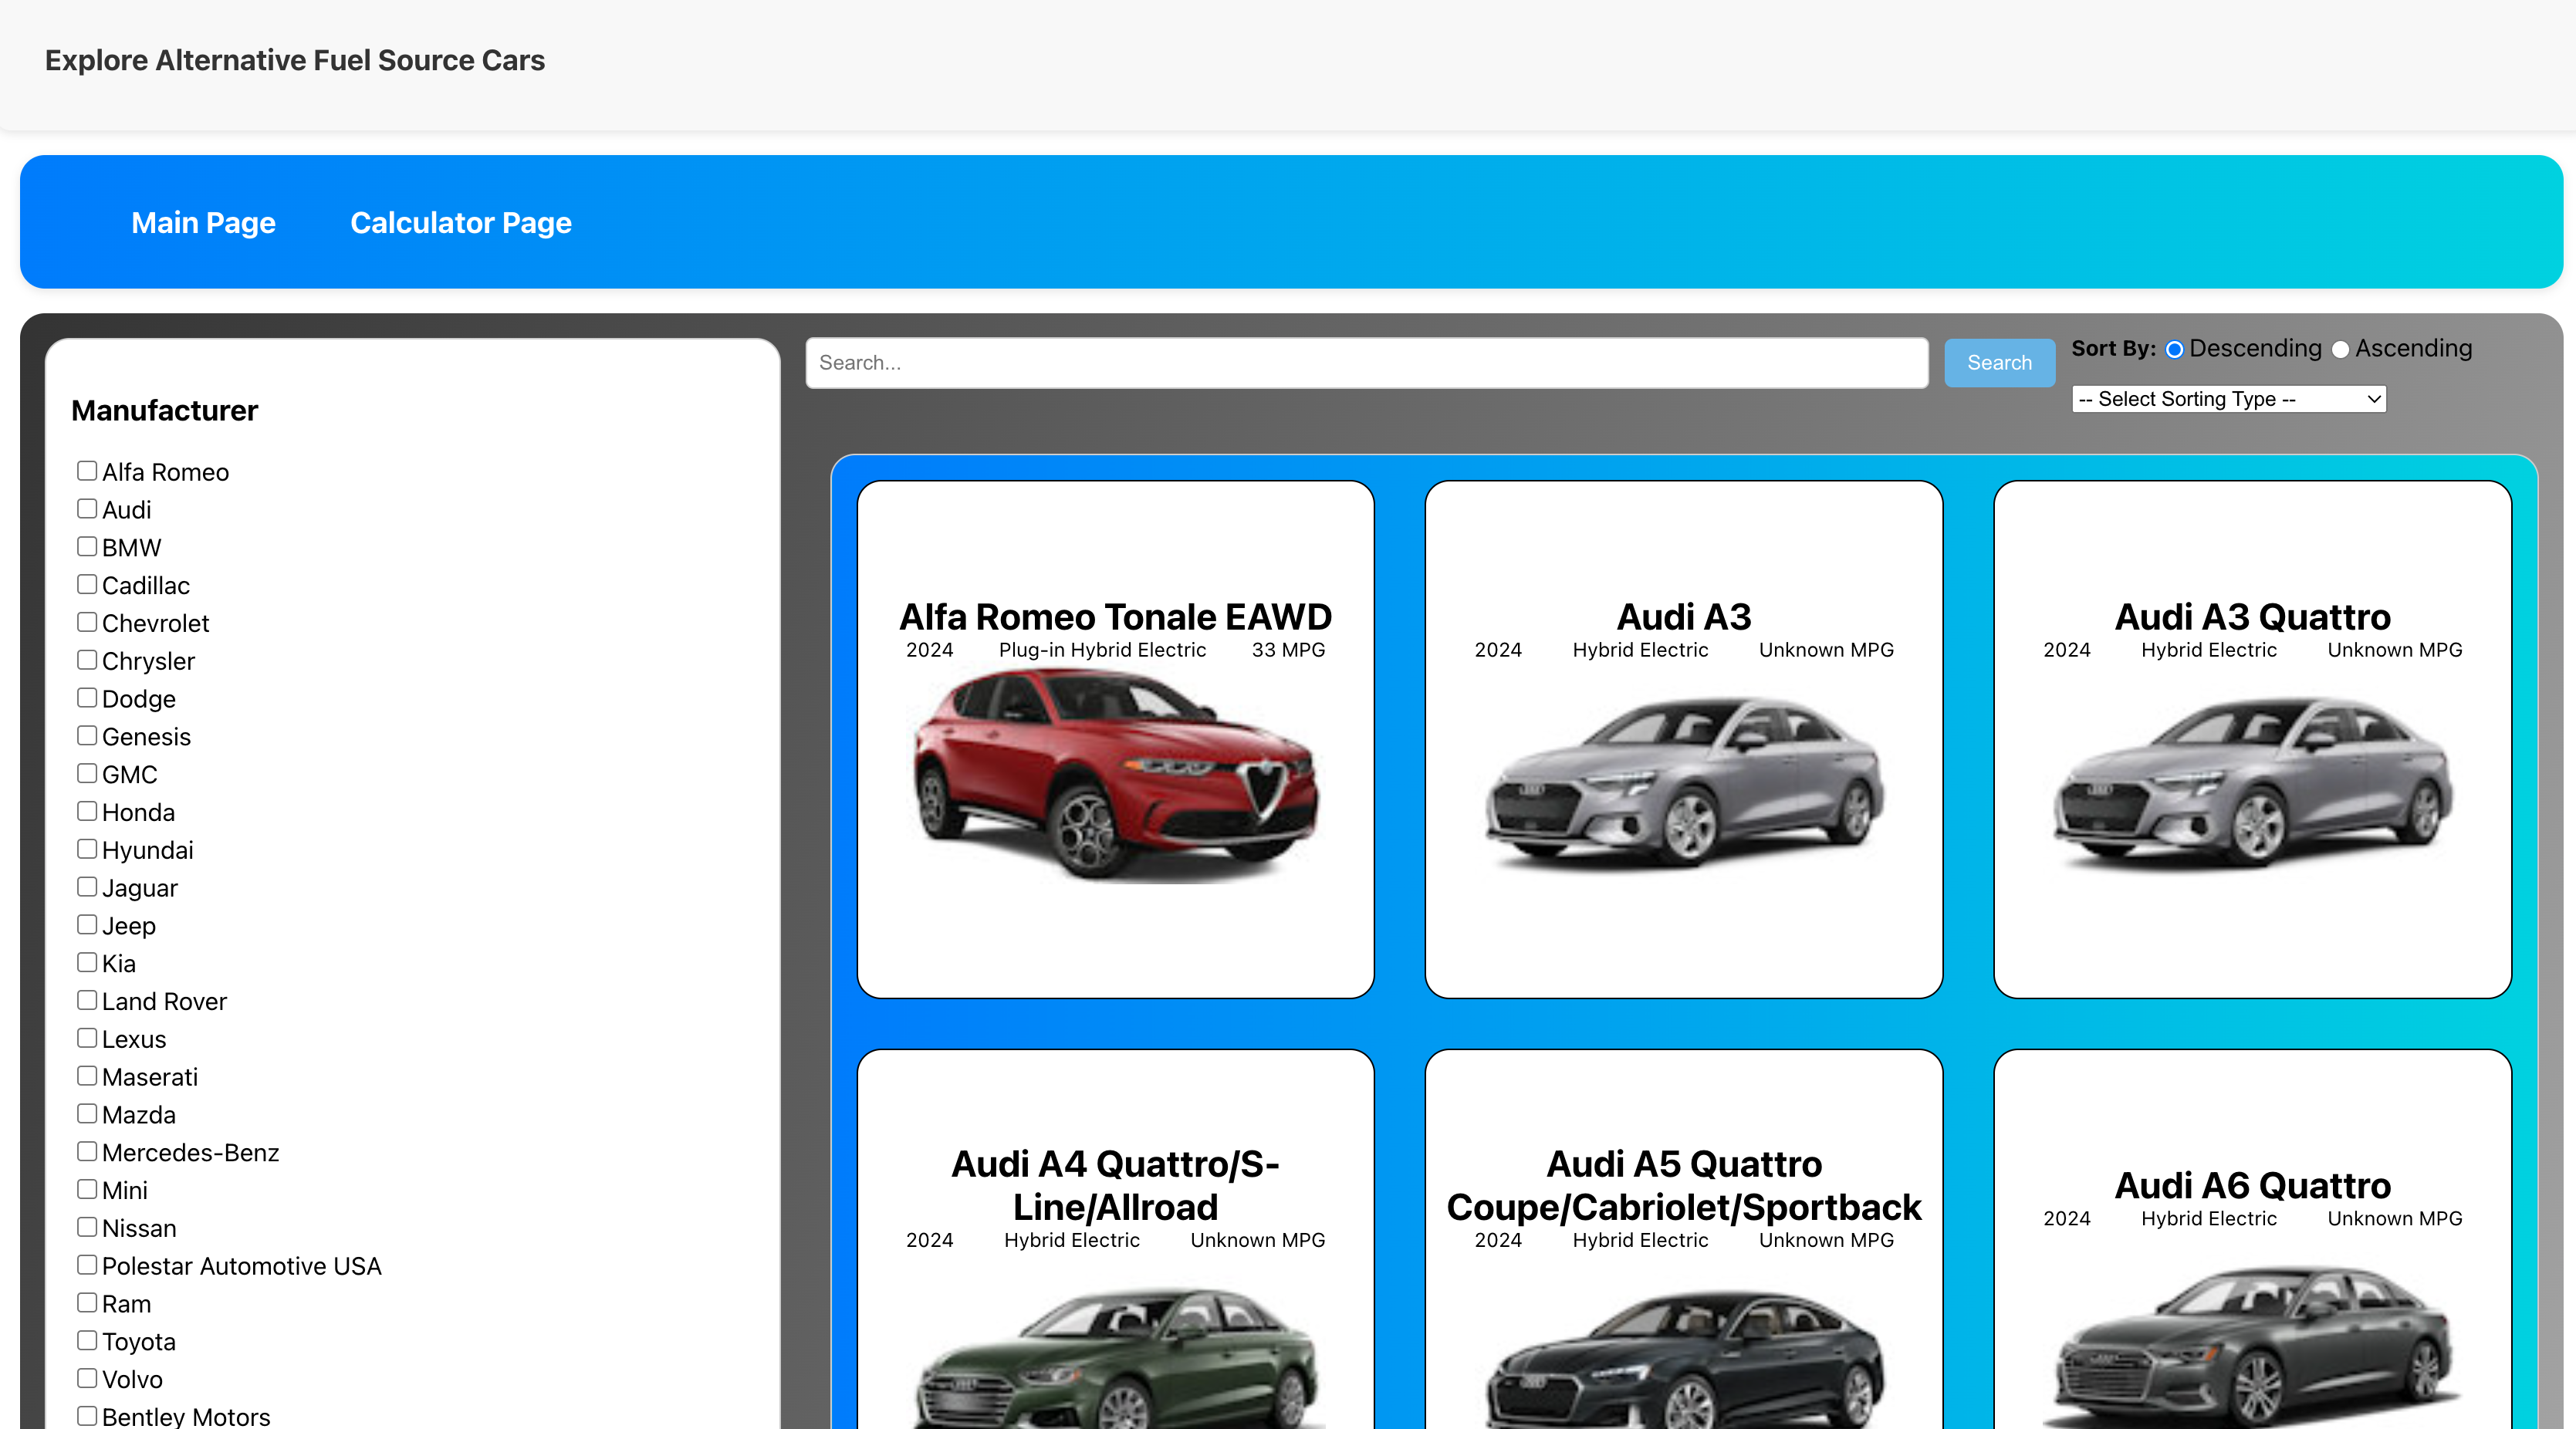 Explore Alternative Fuel Source Cars
Main Page
Calculator Page
Manufacturer
Alfa Romeo
Audi
BMW
Cadillac
Chevrolet
Chrysler
Dodge
Genesis
GMC
Honda
Hyundai
Jaguar
Jeep
Kia
Land Rover
Lexus
Maserati
Mazda
Mercedes-Benz
Mini
Nissan
Polestar Automotive USA
Ram
Toyota
Volvo
Bentley Motors
Search...
Search
Sort By: Descending Ascending
-- Select Sorting Type --
Alfa Romeo Tonale EAWD
2024 Plug-in Hybrid Electric 33 MPG
Audi A3
2024 Hybrid Electric Unknown MPG
Audi A3 Quattro
2024 Hybrid Electric Unknown MPG
Audi A4 Quattro/S-
Line/Allroad
2024 Hybrid Electric Unknown MPG
Audi A5 Quattro
Coupe/Cabriolet/Sportback
2024 Hybrid Electric Unknown MPG
Audi A6 Quattro
2024 Hybrid Electric Unknown MPG